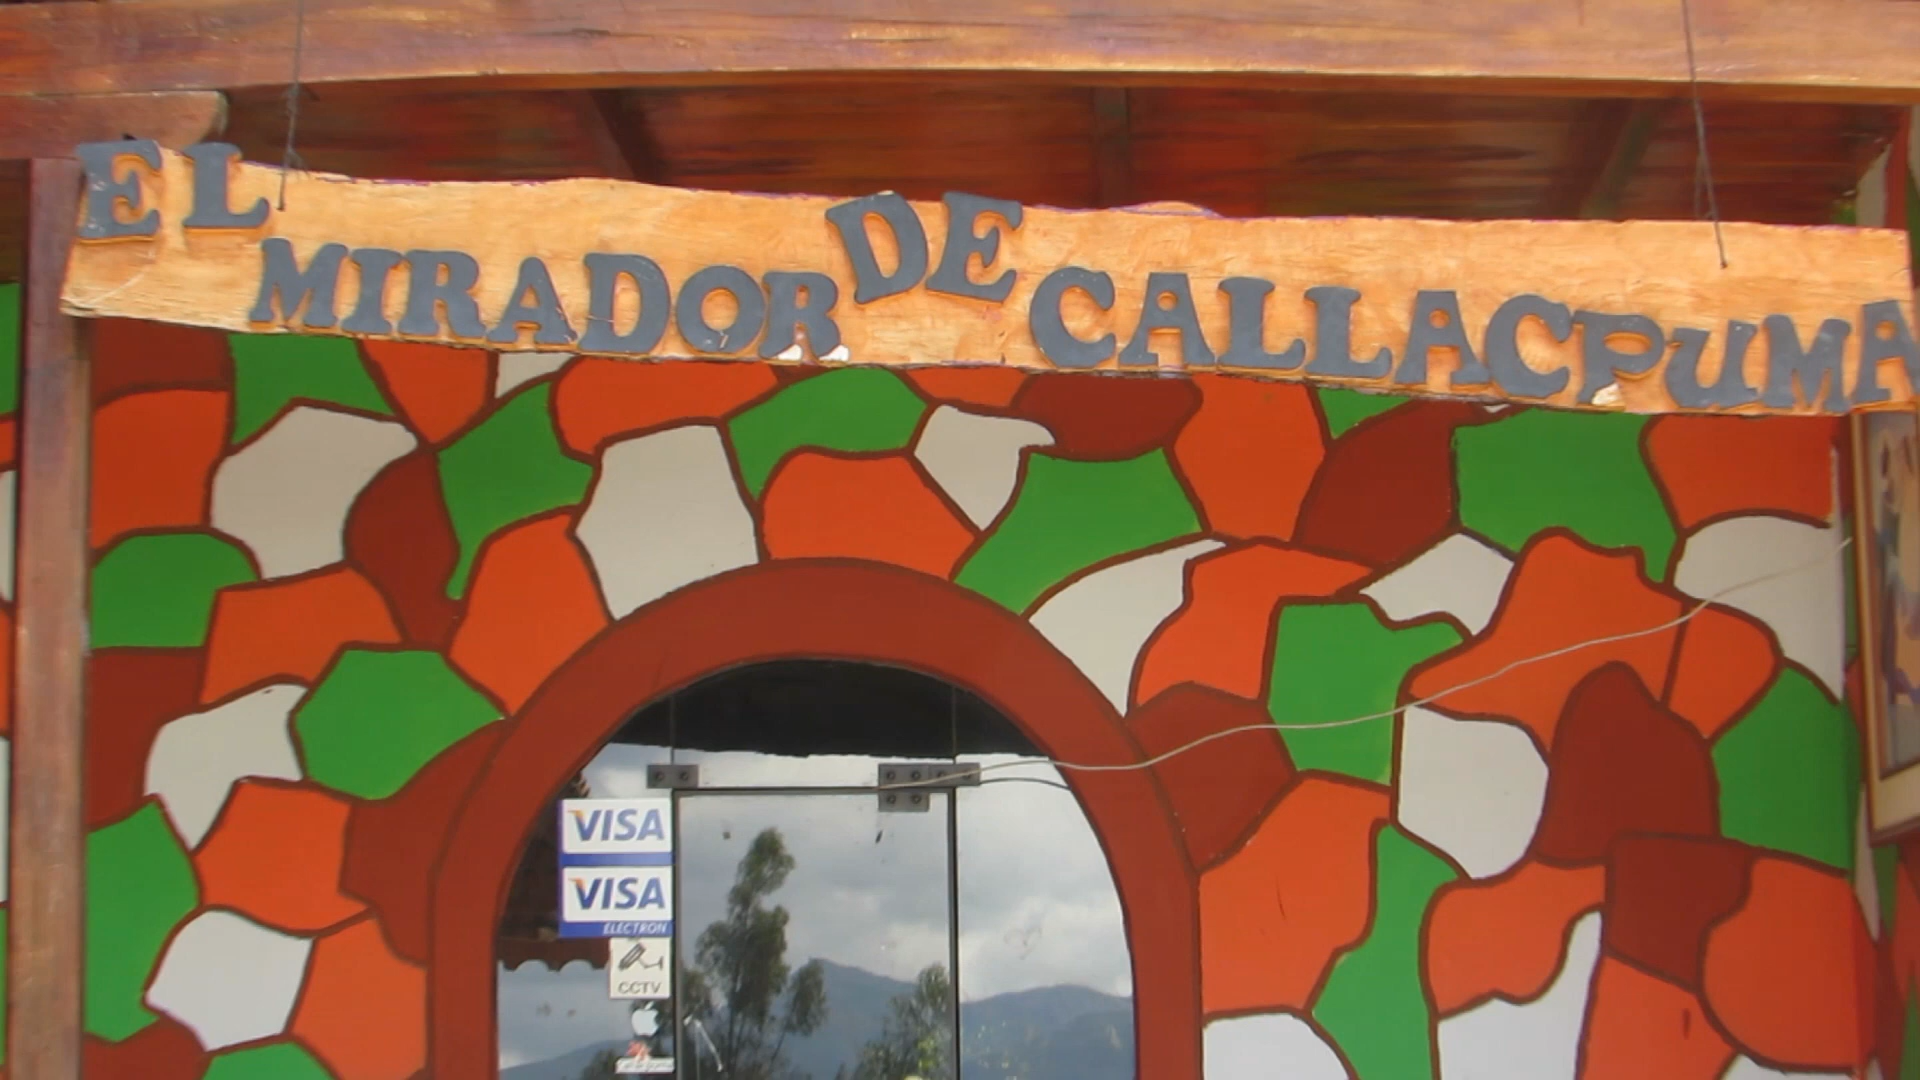 EL MIRADOR DE CALLACPUMA
VISA
VISA
ELECTRON
CCTV